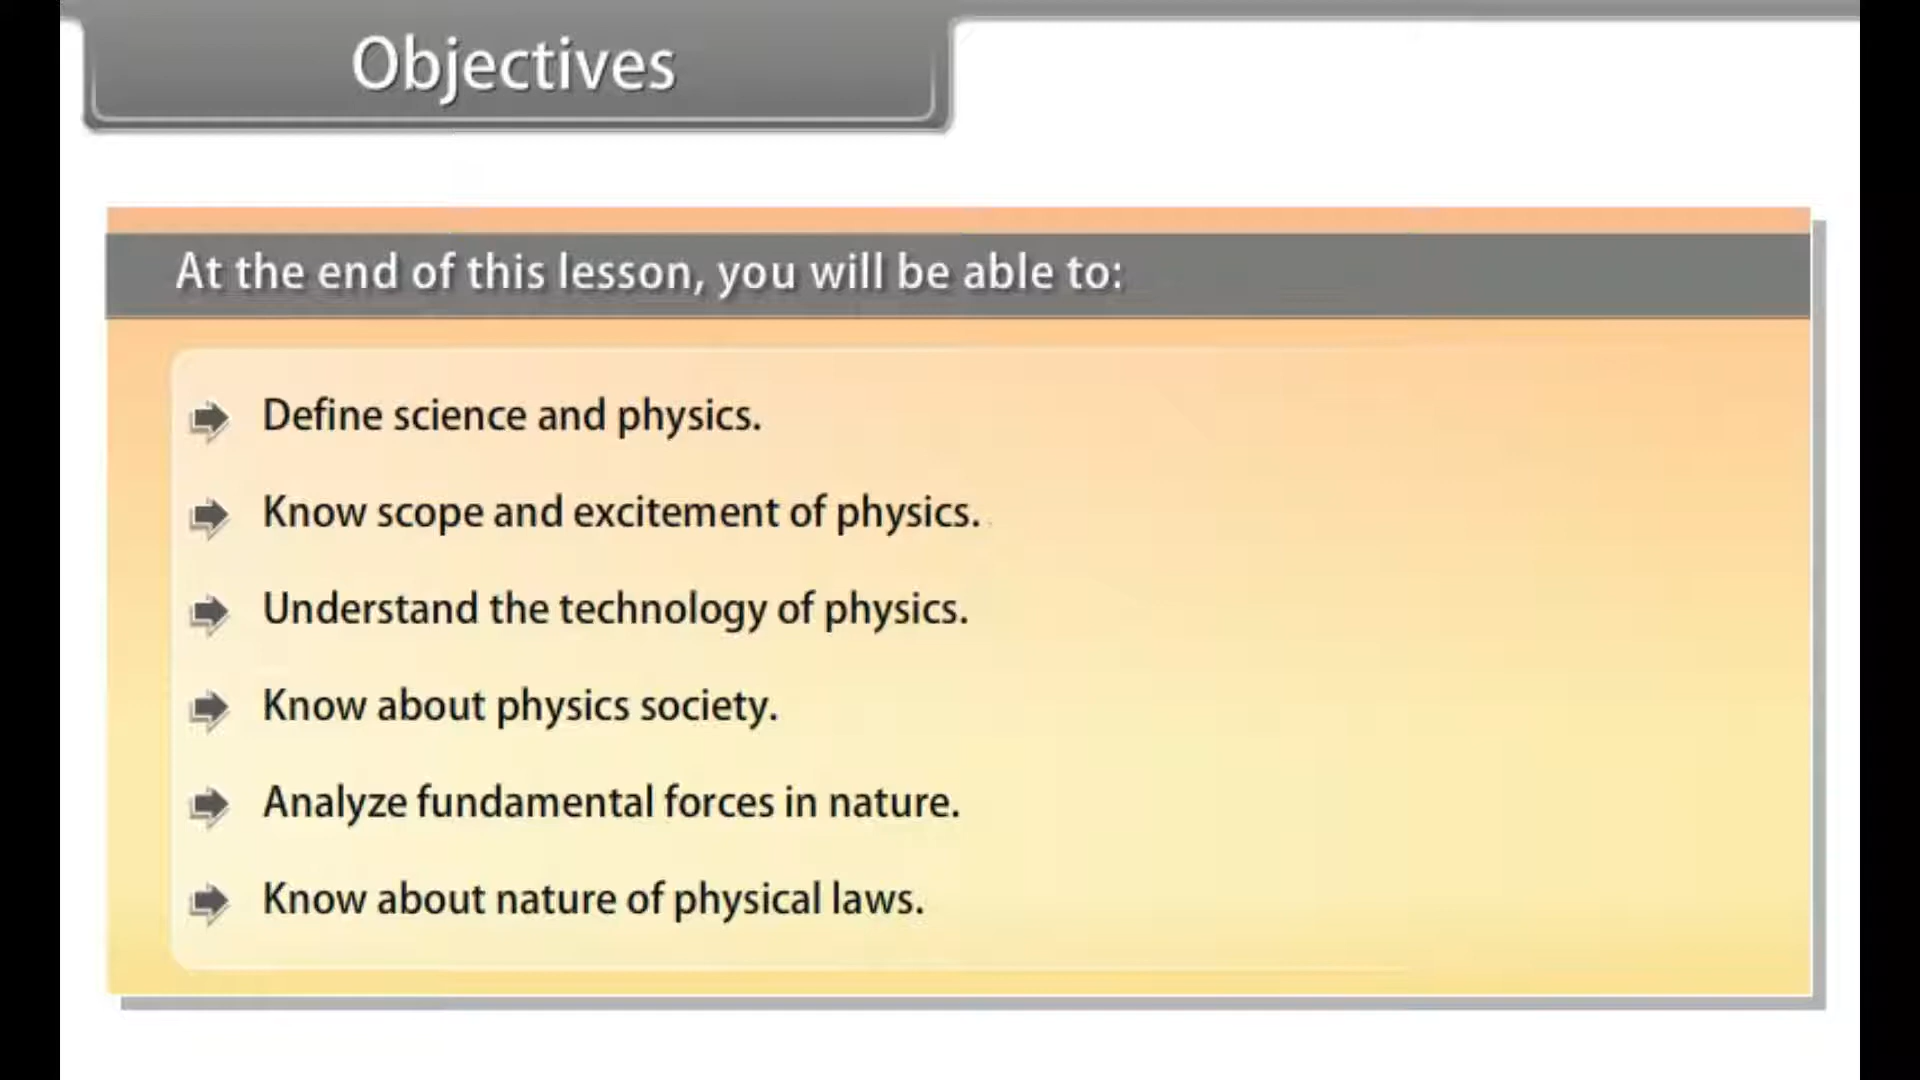 Objectives
At the end of this lesson, you will be able to:
Define science and physics.
Know scope and excitement of physics.
Understand the technology of physics.
Know about physics society.
Analyze fundamental forces in nature.
Know about nature of physical laws.